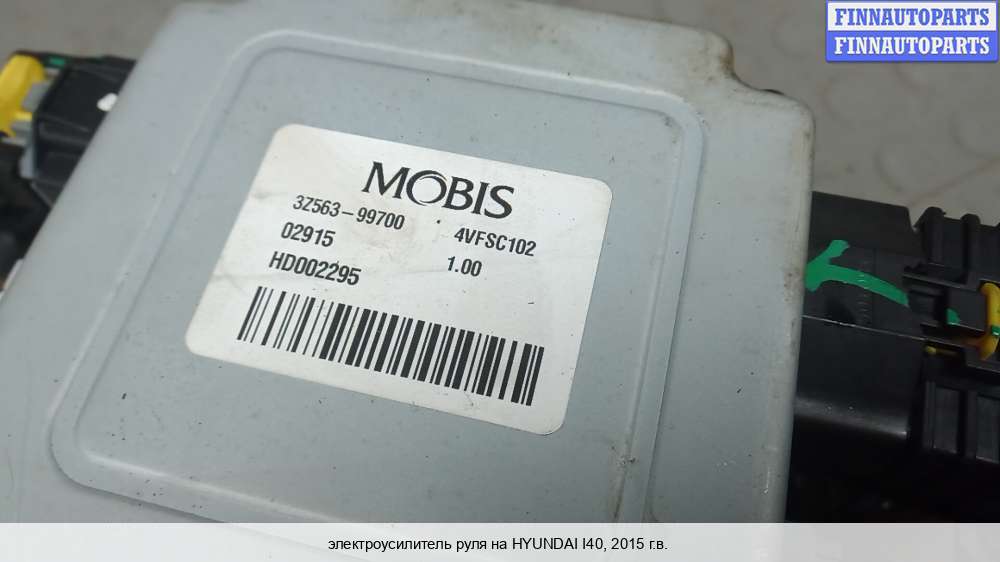 FINNAUTOPARTS
FINNAUTOPARTS
MOBIS
3Z563-99700 4VFSC102
02915
HD002295 1.00
электроусилитель руля на HYUNDAI I40, 2015 г.в.